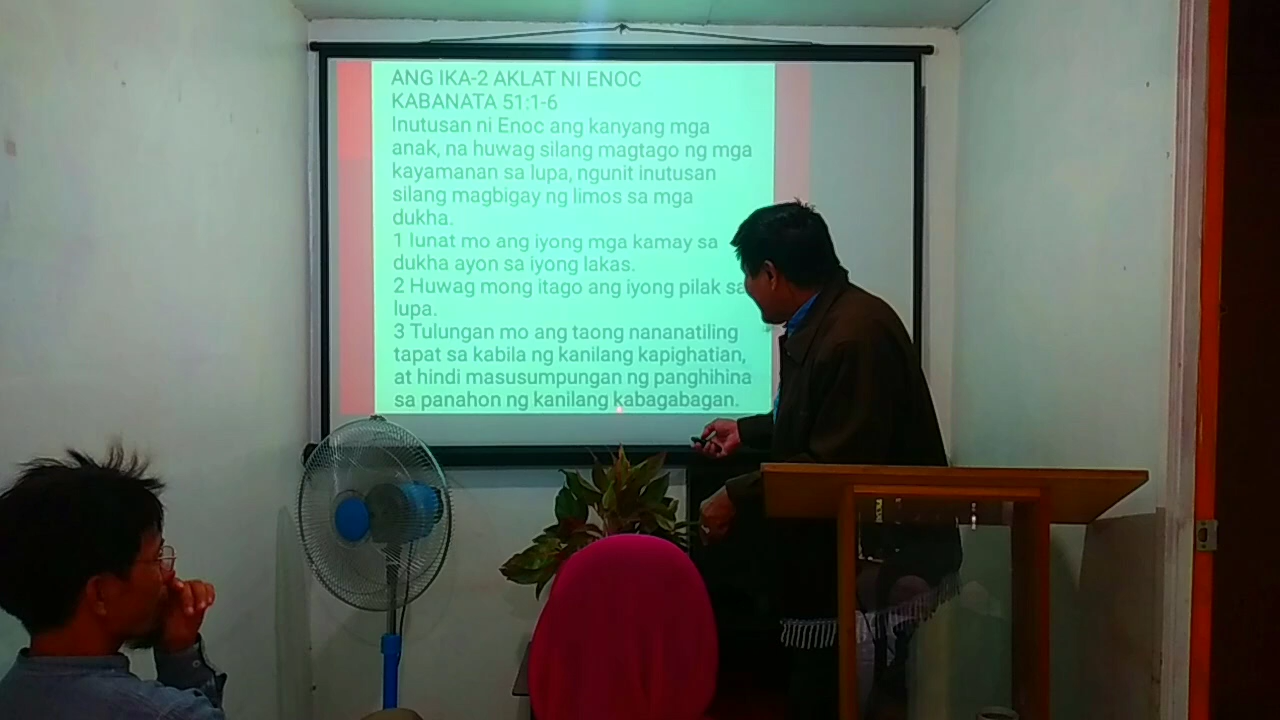 ANG IKA-2 AKLAT NI ENOC
KABANATA 51:1-6
Inutusan ni Enoc ang kanyang mga
anak, na huwag silang magtago ng mga
kayamanan sa lupa, ngunit inutusan
silang magbigay ng limos sa mga
dukha.
1 Iunat mo ang iyong mga kamay sa
dukha ayon sa iyong lakas.
2 Huwag mong itago ang iyong pilak sa
lupa.
3 Tulungan mo ang taong nananatiling
tapat sa kabila ng kanilang kapighatian,
at hindi masusumpungan ng panghihina
sa panahon ng kanilang kabagabagan.